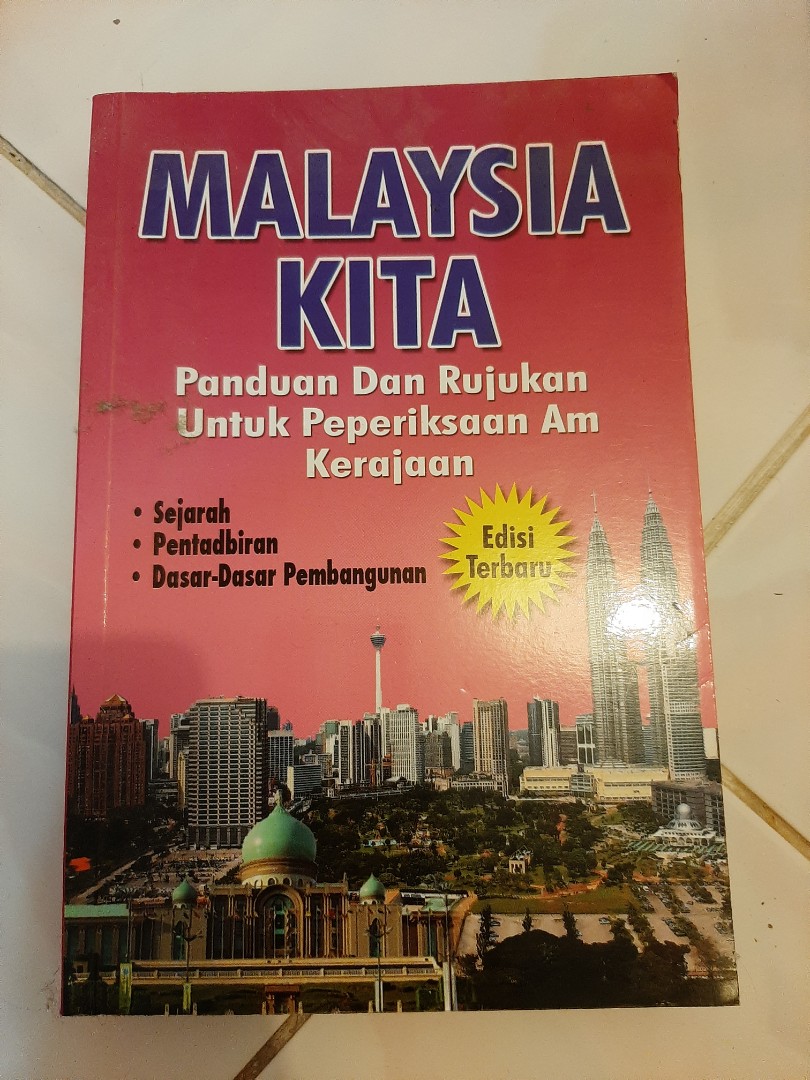 MALAYSIA
KITA
Panduan Dan Rujukan
Untuk Peperiksaan Am
Kerajaan
• Sejarah
• Pentadbiran
• Dasar-Dasar Pembangunan
Edisi
Terbaru